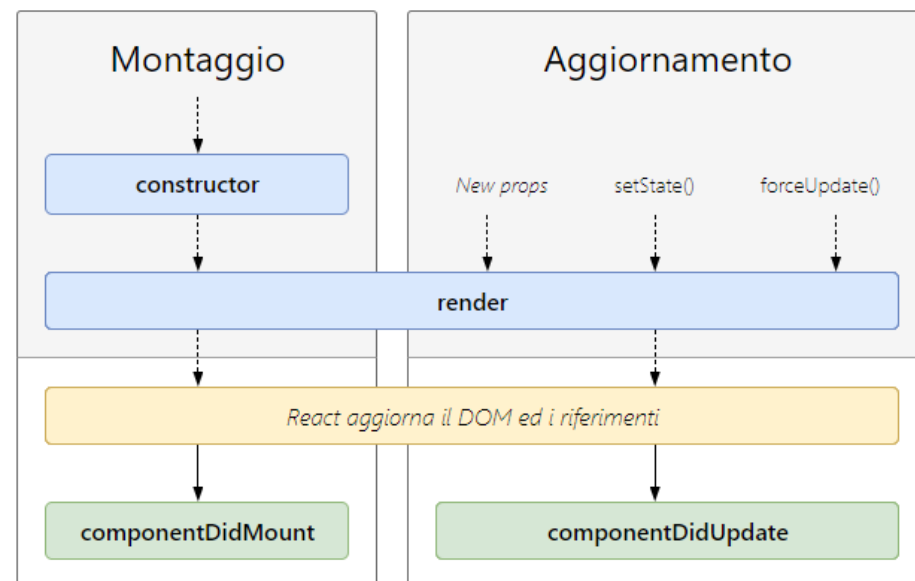 Montaggio
Aggiornamento
constructor
New props
setState()
forceUpdate()
render
React aggiorna il DOM ed i riferimenti
componentDidMount
componentDidUpdate